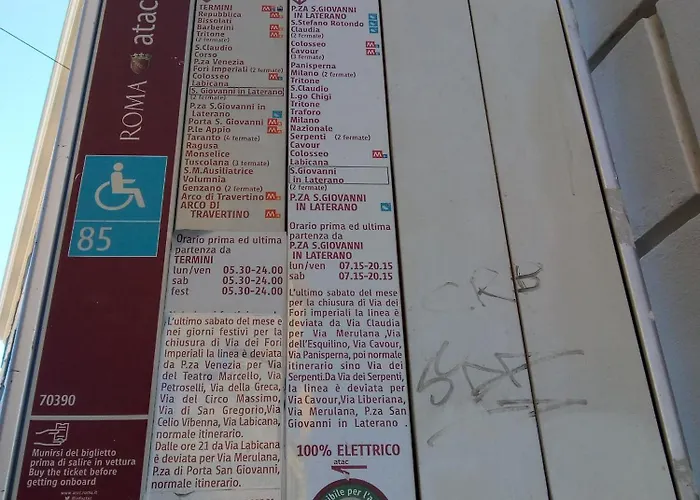 ROMA atac
85
70390
Munirsi del biglietto
prima di salire in vettura
Buy the ticket before
getting onboard
TERMINI
Repubblica
Bissolati
Barberini
Tritone
(2 fermate)
S.Claudio
Corso
P.za Venezia
Fori Imperiali (2 fermate)
Colosseo
Labicana
S. Giovanni in Laterano
(2 fermate)
P.za S.Giovanni in
Laterano
Porta S. Giovanni
P.le Appio
Taranto (4 fermate)
Ragusa
Monselice
Tuscolana (3 fermate)
S.M.Ausiliatrice
Volumnia
Genzano (2 fermate)
Arco di Travertino
ARCO DI
TRAVERTINO
Orario prima ed ultima
partenza da
TERMINI
lun/ven 05.30-24.00
sab 05.30-24.00
fest 05.30-24.00
L'ultimo sabato del mese e
nei giorni festivi per la
chiusura di Via dei Fori
Imperiali la linea è deviata
da P.za Venezia per Via
del Teatro Marcello, Via
Petroselli, Via della Greca,
Via del Circo Massimo,
Via di San Gregorio,Via
Celio Vibenna, Via Labicana,
normale itinerario.
Dalle ore 21 da Via Labicana
deviata per Via Merulana,
P.za di Porta San Giovanni,
normale itinerario.
P.ZA S.GIOVANNI
IN LATERANO
S.Stefano Rotondo
Claudia
(2 fermate)
Colosseo
Cavour
(3 fermate)
Panisperna
Milano (2 fermate)
Tritone
S.Claudio
L.go Chigi
Tritone
Traforo
Milano
Nazionale
Serpenti (2 fermate)
Cavour
Colosseo
Labicana
S.Giovanni
in Laterano
(2 fermate)
P.ZA S.GIOVANNI
IN LATERANO
Orario prima ed ultima
partenza da
P.ZA S.GIOVANNI
IN LATERANO
lun/ven 07.15-20.15
sab 07.15-20.15
L'ultimo sabato del mese
per la chiusura di Via dei
Fori imperiali la linea è
deviata da Via Claudia
per Via Merulana ,Via
dell'Esquilino, Via Cavour,
Via Panisperna, poi normale
itinerario sino Via dei
Serpenti.Da Via dei Serpenti,
la linea è deviata per
Via Cavour,Via Liberiana,
Via Merulana, P.za San
Giovanni in Laterano .
100% ELETTRICO
atac